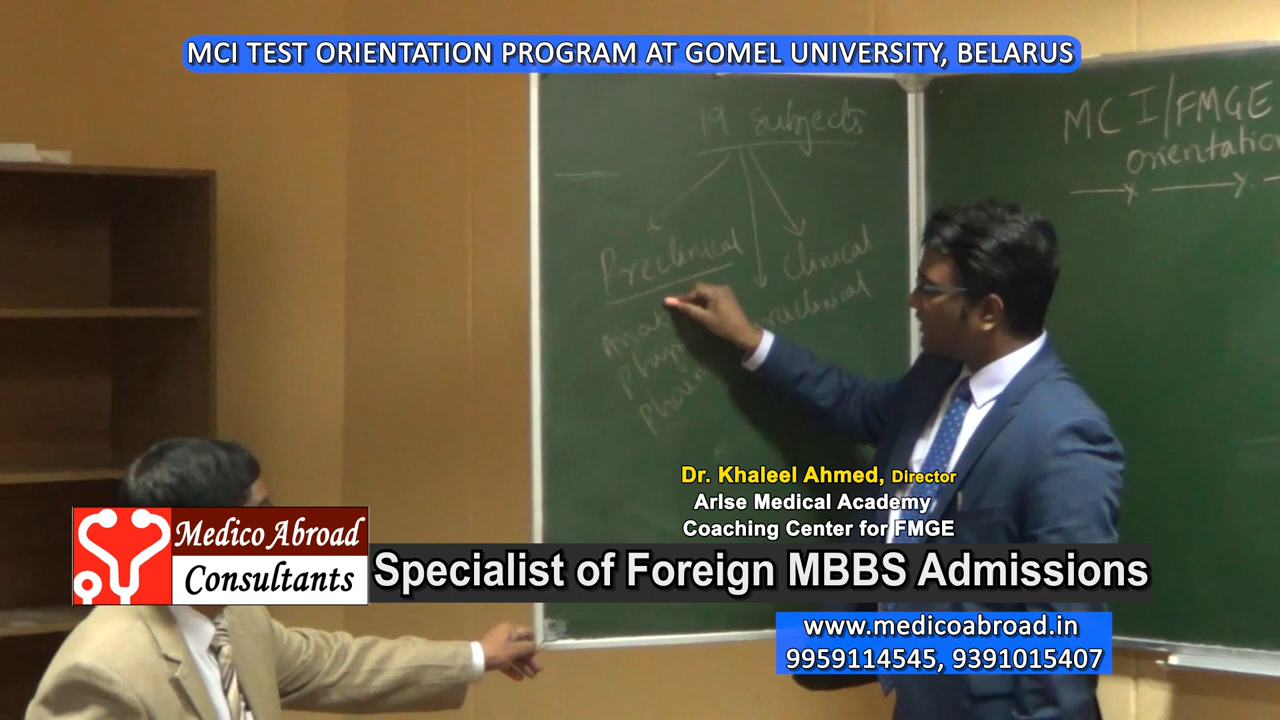 MCI TEST ORIENTATION PROGRAM AT GOMEL UNIVERSITY, BELARUS
19 Subjects
Preclinical
Clinical
MCI/FMGE
orientation
Dr. Khaleel Ahmed, Director
ArIse Medical Academy
Coaching Center for FMGE
Medico Abroad
Consultants
Specialist of Foreign MBBS Admissions
www.medicoabroad.in
9959114545, 9391015407